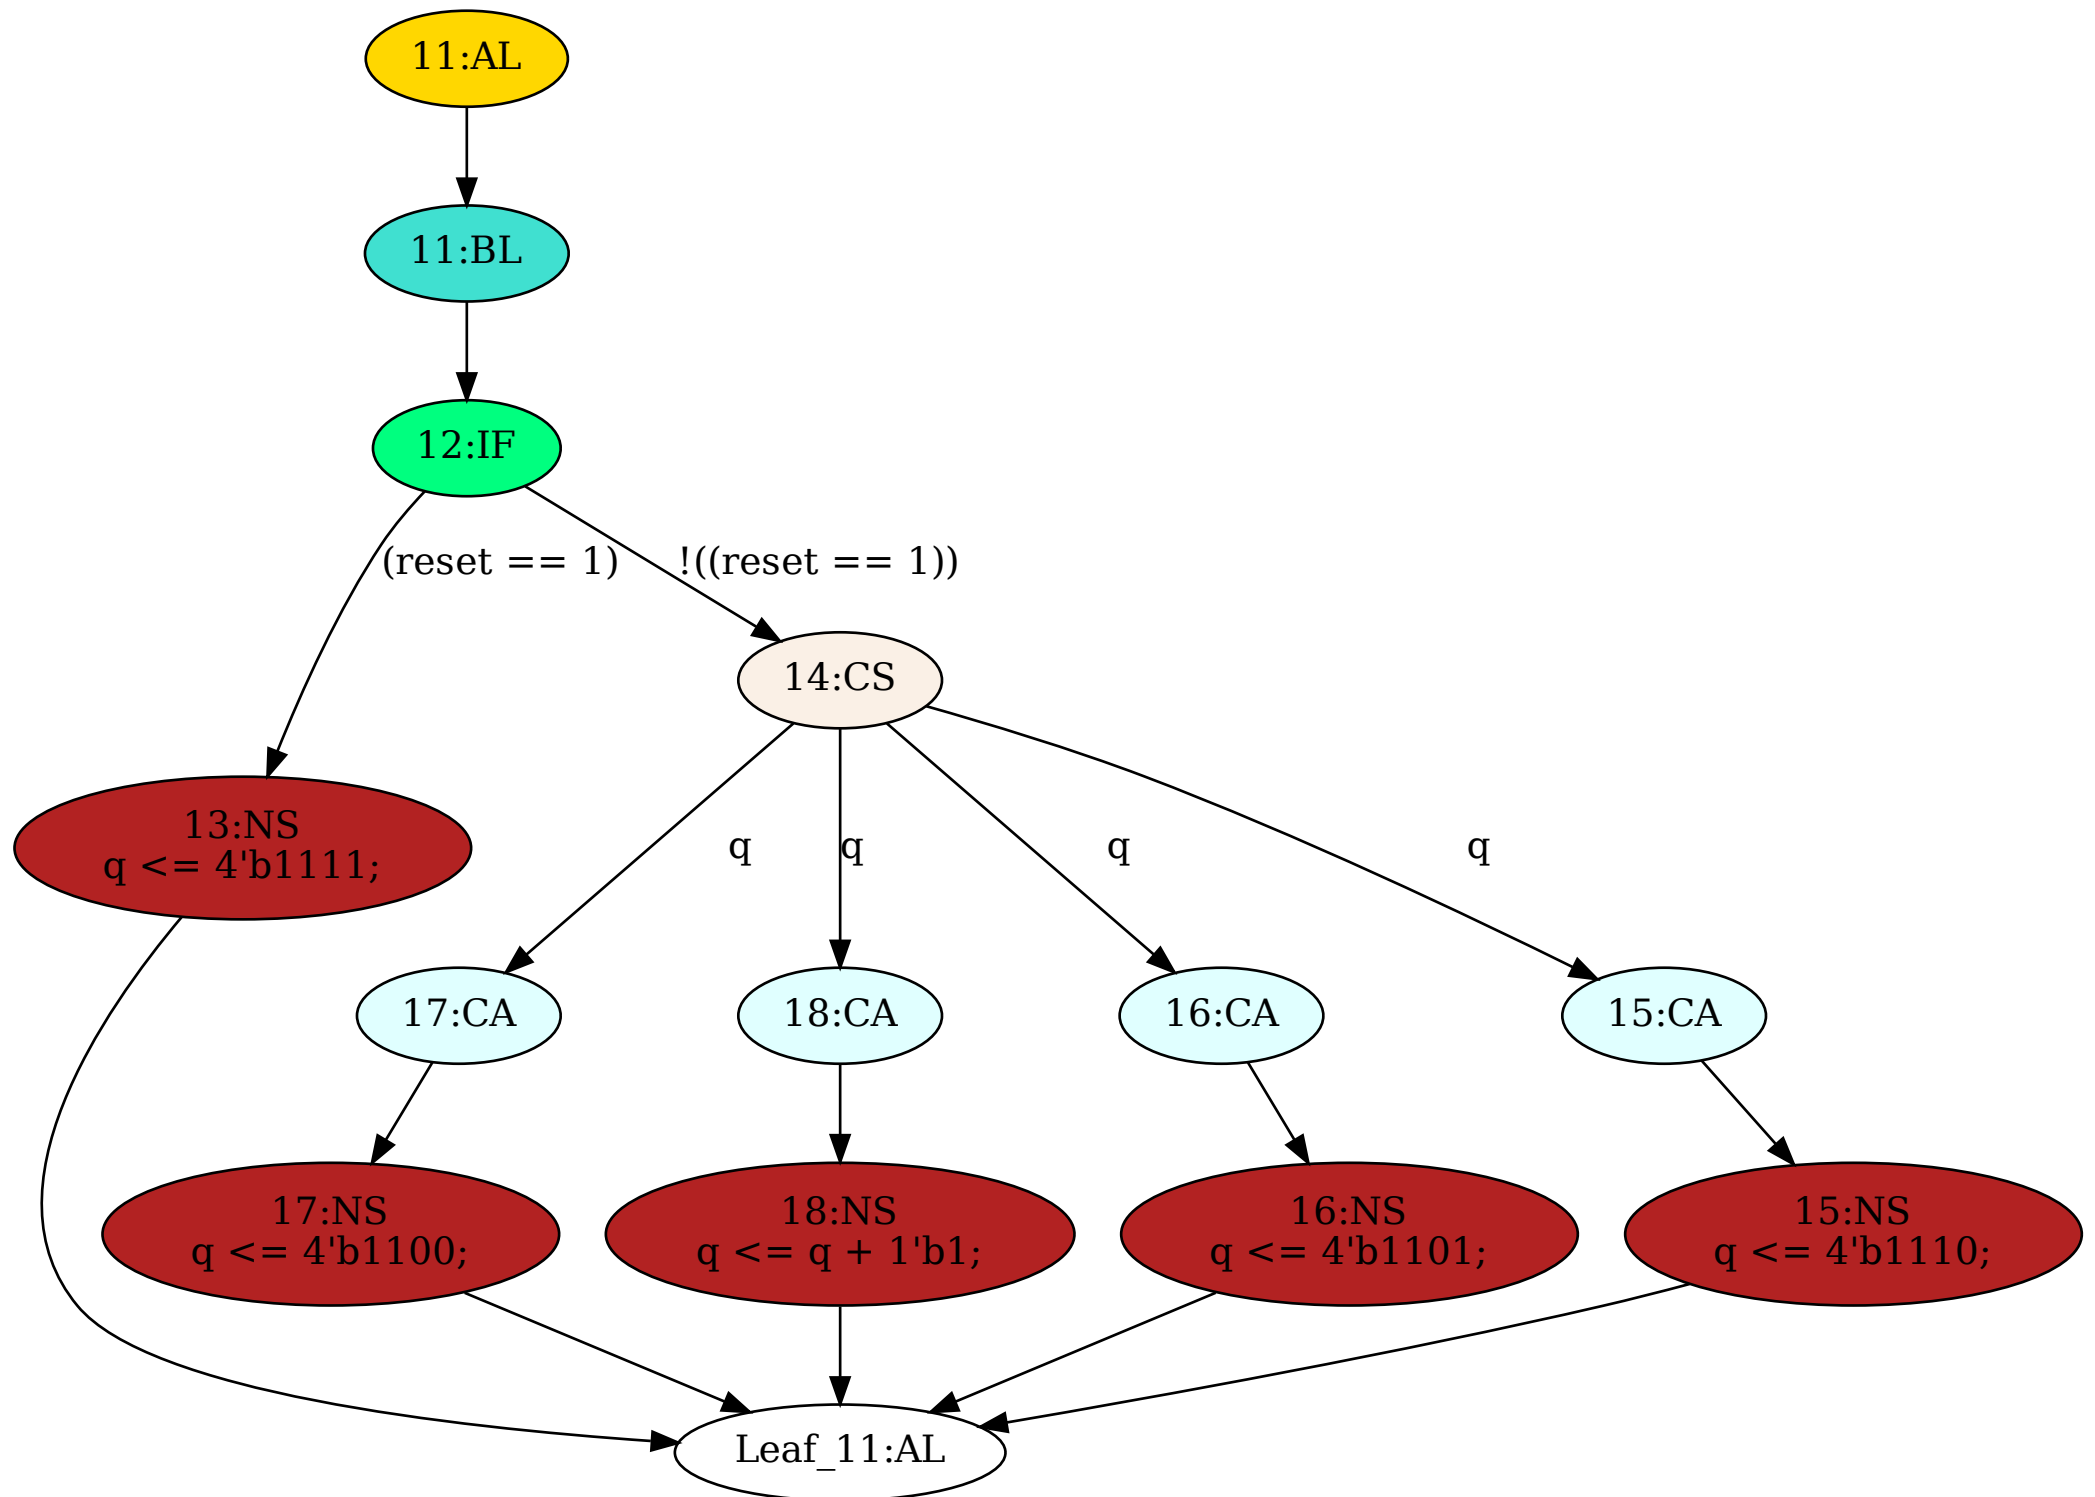 11:AL
11:BL
12:IF
(reset == 1)
!((reset == 1))
14:CS
13:NS
q <= 4'b1111;
q
q
q
q
17:CA
18:CA
16:CA
15:CA
17:NS
q <= 4'b1100;
18:NS
q <= q + 1'b1;
16:NS
q <= 4'b1101;
15:NS
q <= 4'b1110;
Leaf_11:AL